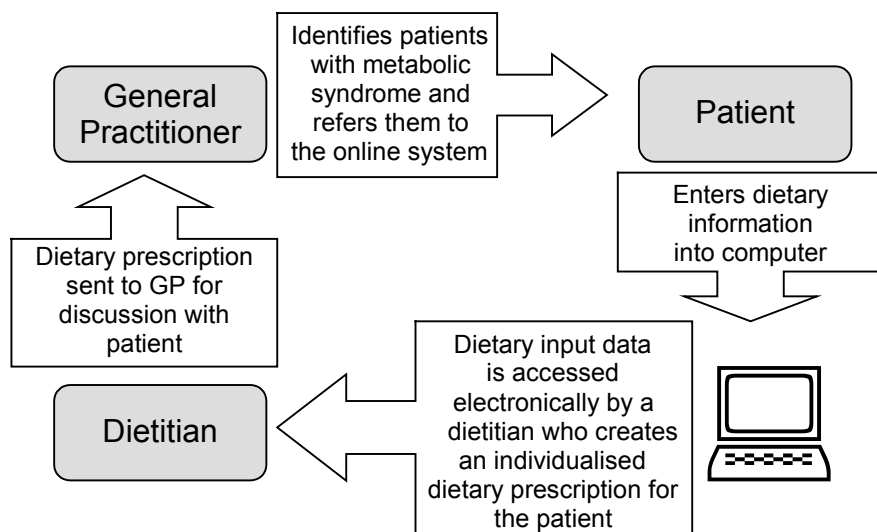 General
Practitioner
Identifies patients
with metabolic
syndrome and
refers them to
the online system
Patient
Enters dietary
information
into computer
Dietary input data
is accessed
electronically by a
dietitian who creates
an individualised
dietary prescription for
the patient
Dietitian
Dietary prescription
sent to GP for
discussion with
patient